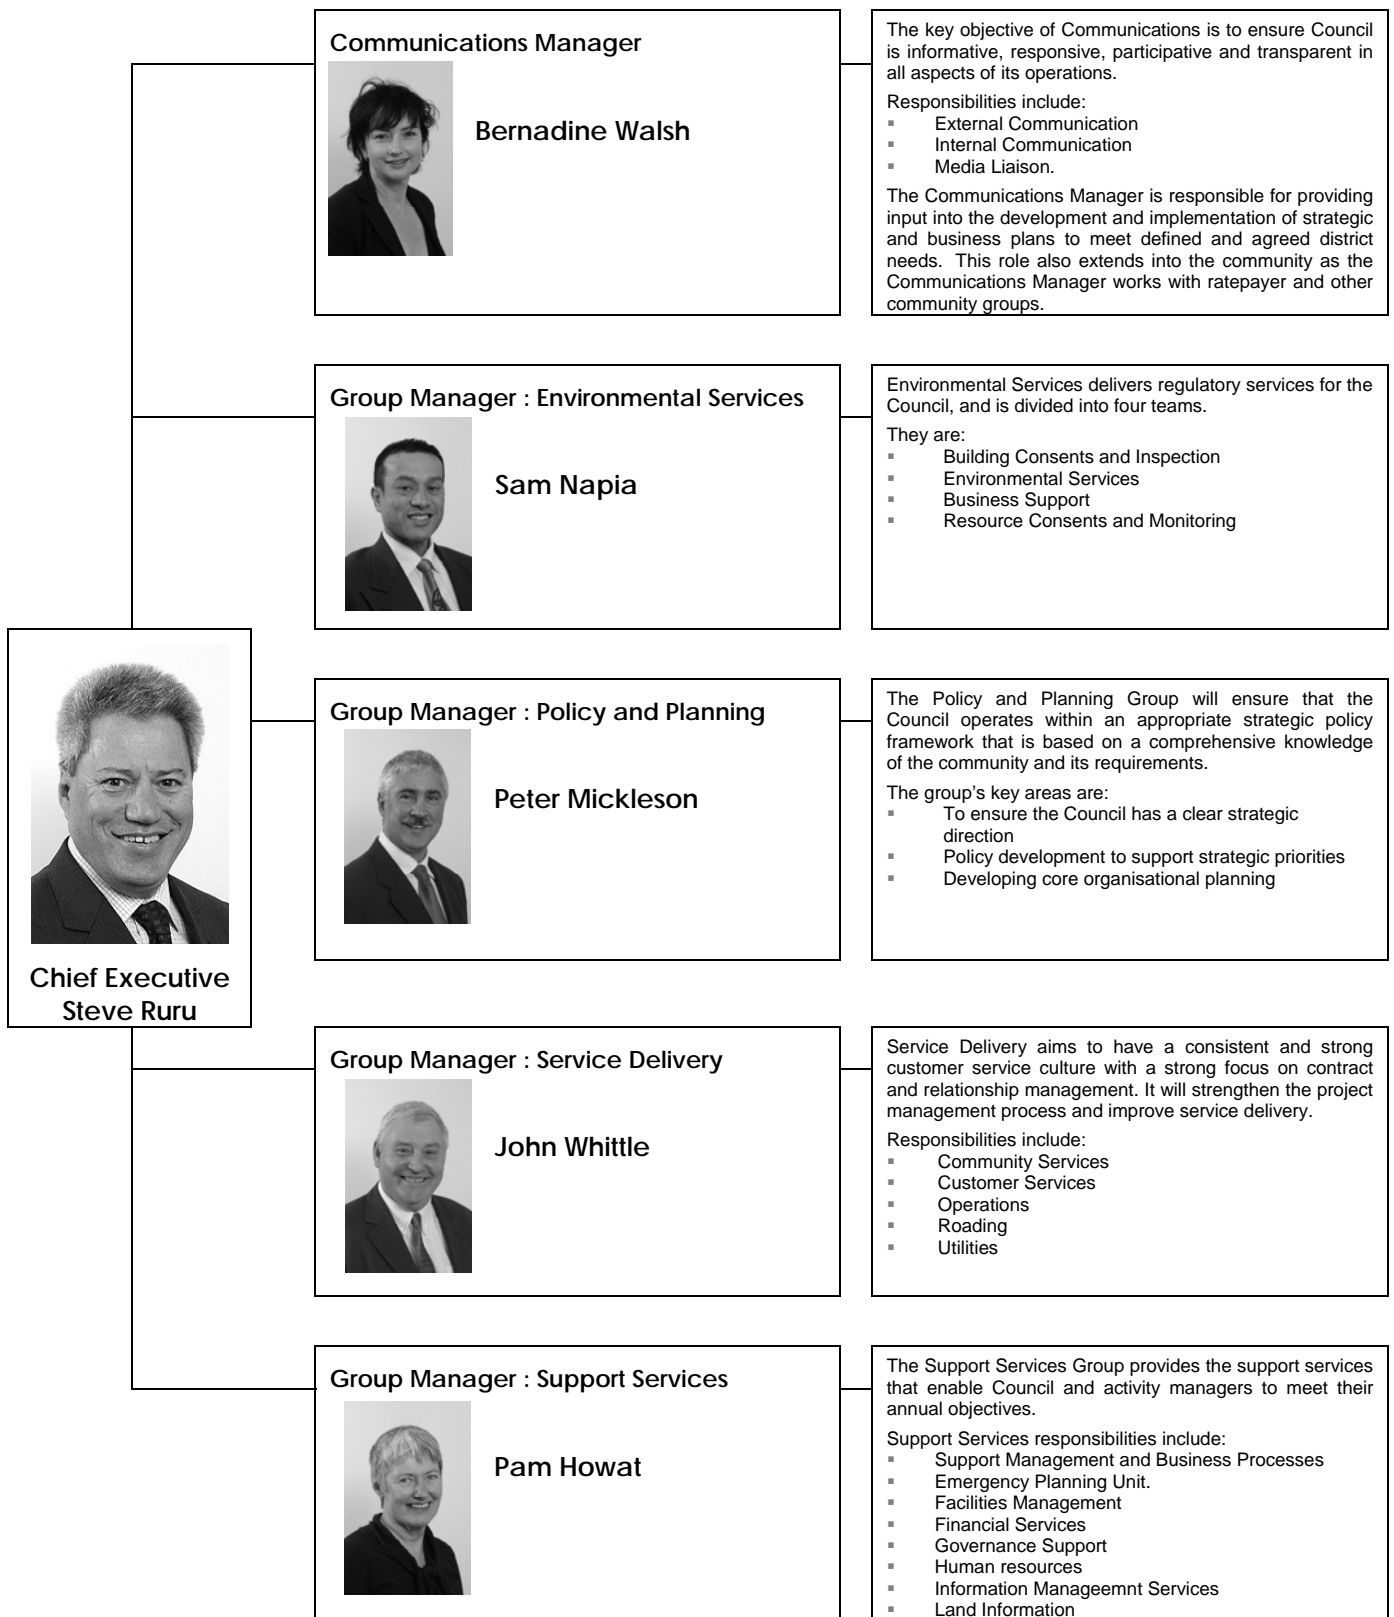 Communications Manager
Bernadine Walsh
The key objective of Communications is to ensure Council
is informative, responsive, participative and transparent in
all aspects of its operations.
Responsibilities include:
▪ External Communication
▪ Internal Communication
▪ Media Liaison.
The Communications Manager is responsible for providing
input into the development and implementation of strategic
and business plans to meet defined and agreed district
needs. This role also extends into the community as the
Communications Manager works with ratepayer and other
community groups.
Group Manager : Environmental Services
Sam Napia
Environmental Services delivers regulatory services for the
Council, and is divided into four teams.
They are:
▪ Building Consents and Inspection
▪ Environmental Services
▪ Business Support
▪ Resource Consents and Monitoring
Chief Executive
Steve Ruru
Group Manager : Policy and Planning
Peter Mickleson
The Policy and Planning Group will ensure that the
Council operates within an appropriate strategic policy
framework that is based on a comprehensive knowledge
of the community and its requirements.
The group's key areas are:
▪ To ensure the Council has a clear strategic
direction
▪ Policy development to support strategic priorities
▪ Developing core organisational planning
Group Manager : Service Delivery
John Whittle
Service Delivery aims to have a consistent and strong
customer service culture with a strong focus on contract
and relationship management. It will strengthen the project
management process and improve service delivery.
Responsibilities include:
▪ Community Services
▪ Customer Services
▪ Operations
▪ Roading
▪ Utilities
Group Manager : Support Services
Pam Howat
The Support Services Group provides the support services
that enable Council and activity managers to meet their
annual objectives.
Support Services responsibilities include:
▪ Support Management and Business Processes
▪ Emergency Planning Unit.
▪ Facilities Management
▪ Financial Services
▪ Governance Support
▪ Human resources
▪ Information Manageemnt Services
▪ Land Information